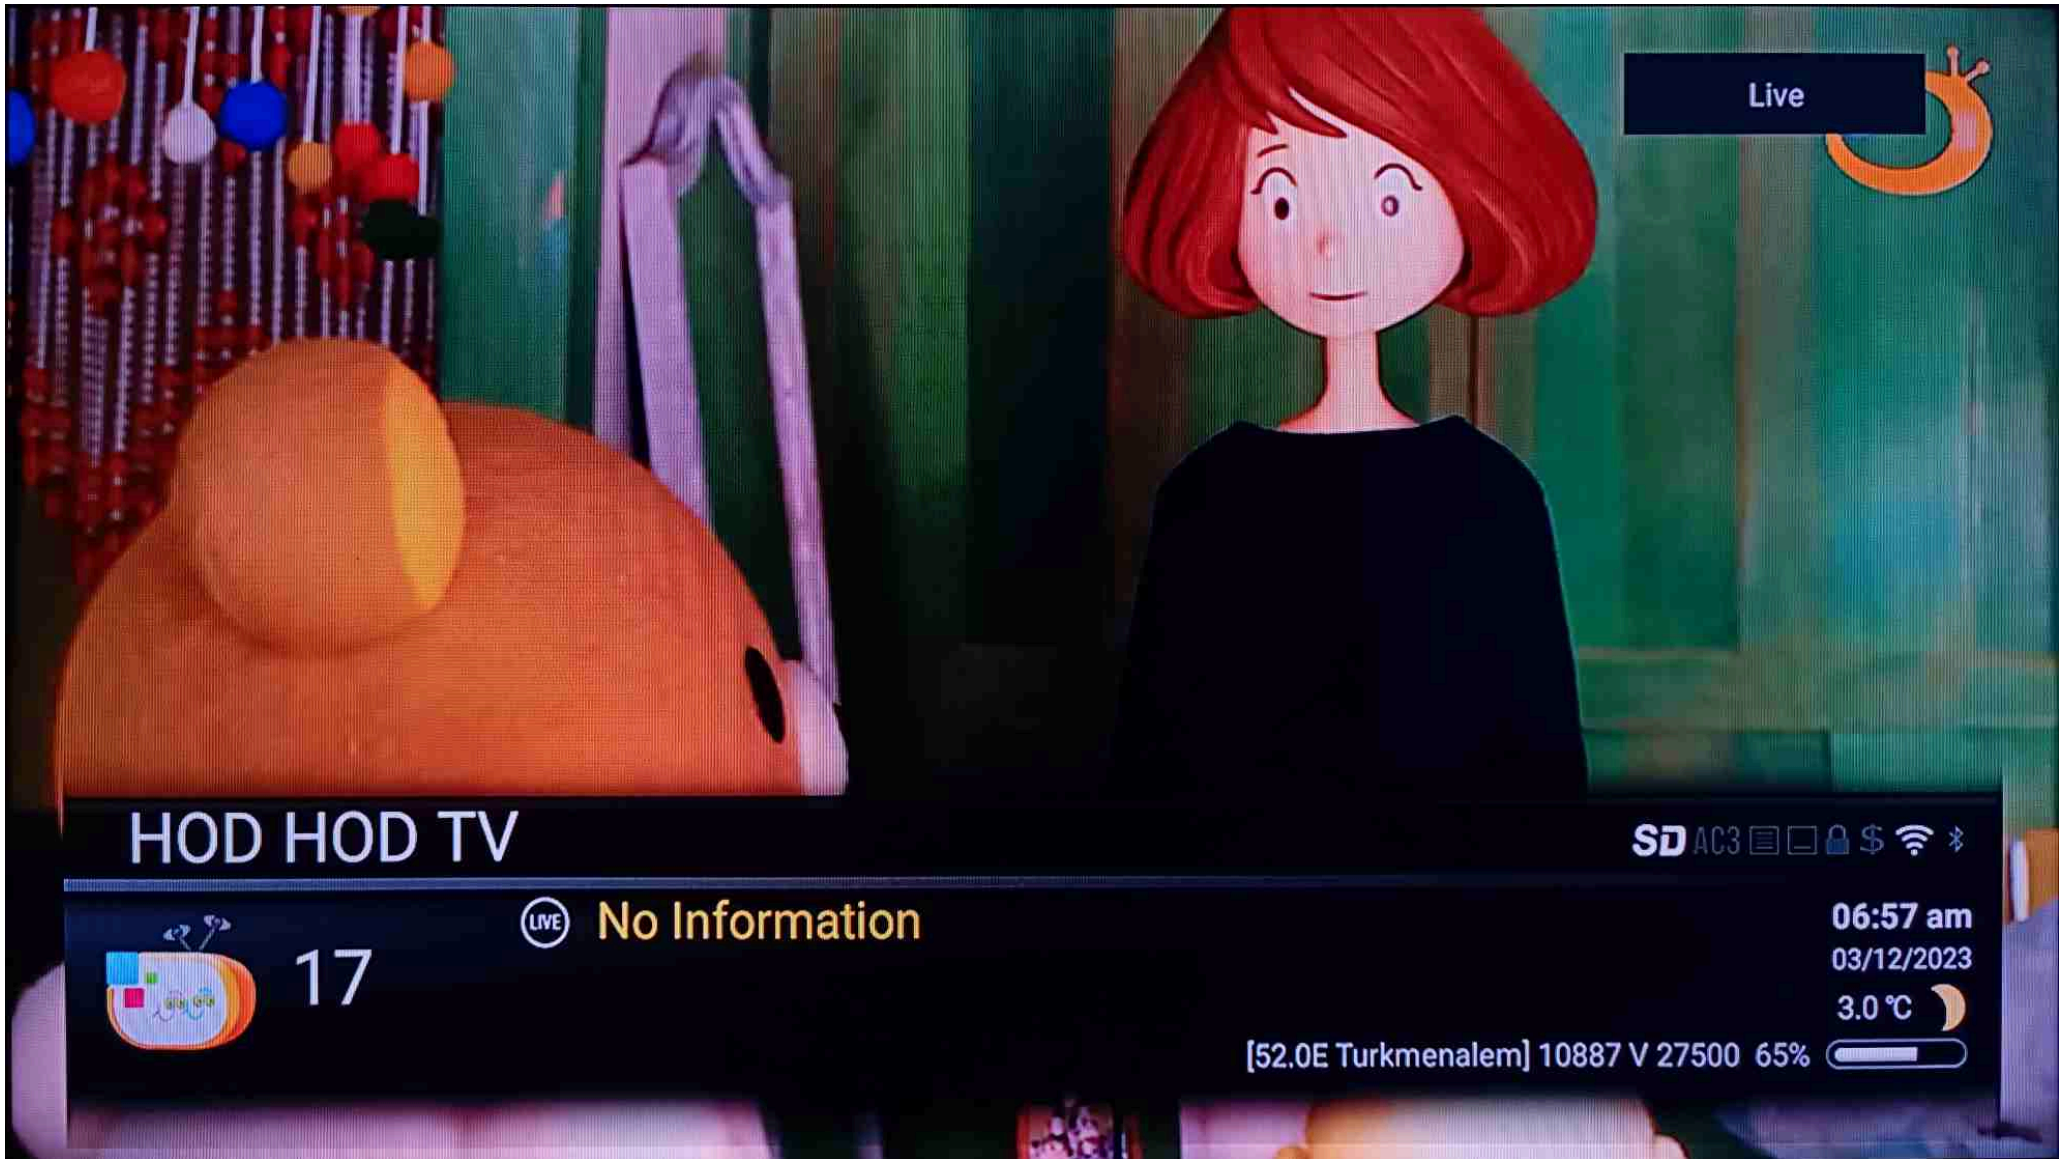 Live
HOD HOD TV
SD AC3 $
17
LIVE No Information
06:57 am
03/12/2023
3.0 °C
[52.0E Turkmenalem] 10887 V 27500 65%